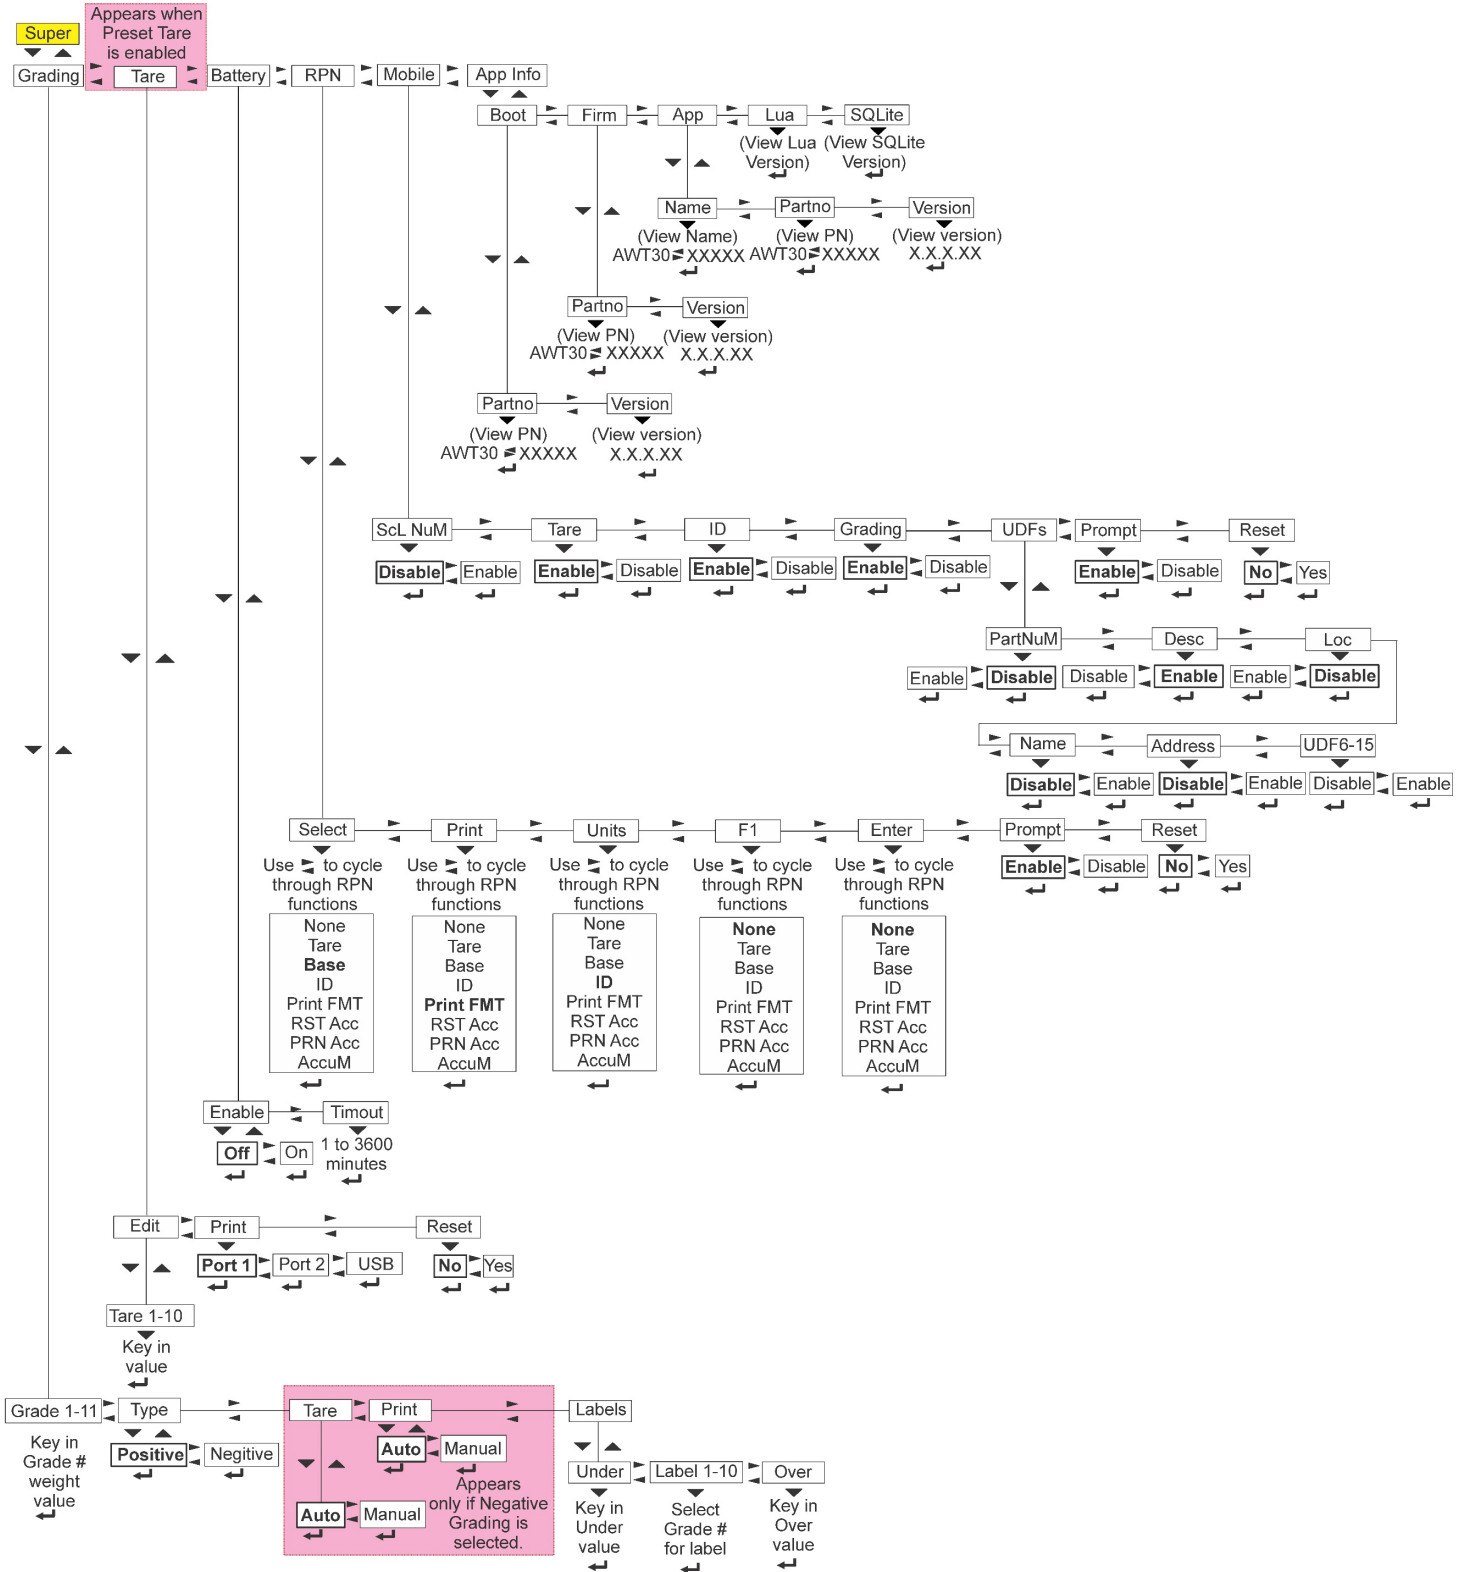 Super
Appears when
Preset Tare
is enabled
Grading
Tare
Battery
RPN
Mobile
App Info
Boot
Firm
App
Lua
SQLite
(View Lua
Version)
(View SQLite
Version)
Name
Partno
Version
(View Name)
AWT30 XXXXX
(View PN)
AWT30 XXXXX
(View version)
X.X.X.XX
Partno
Version
(View PN)
AWT30 XXXXX
(View version)
X.X.X.XX
Partno
Version
(View PN)
AWT30 XXXXX
(View version)
X.X.X.XX
ScL NuM
Tare
ID
Grading
UDFs
Prompt
Reset
Disable
Enable
Enable
Disable
Enable
Disable
Enable
Disable
Enable
Disable
No
Yes
PartNuM
Desc
Loc
Enable
Disable
Disable
Enable
Enable
Disable
Name
Address
UDF6-15
Disable
Enable
Disable
Enable
Disable
Enable
Select
Print
Units
F1
Enter
Prompt
Reset
Enable
Disable
No
Yes
Use to cycle
through RPN
functions
None
Tare
Base
ID
Print FMT
RST Acc
PRN Acc
AccuM
Use to cycle
through RPN
functions
None
Tare
Base
ID
Print FMT
RST Acc
PRN Acc
AccuM
Use to cycle
through RPN
functions
None
Tare
Base
ID
Print FMT
RST Acc
PRN Acc
AccuM
Use to cycle
through RPN
functions
None
Tare
Base
ID
Print FMT
RST Acc
PRN Acc
AccuM
Use to cycle
through RPN
functions
None
Tare
Base
ID
Print FMT
RST Acc
PRN Acc
AccuM
Enable
Timout
Off
On
1 to 3600
minutes
Edit
Print
Reset
Port 1
Port 2
USB
No
Yes
Tare 1-10
Key in
value
Grade 1-11
Type
Tare
Print
Labels
Key in
Grade #
weight
value
Positive
Negitive
Auto
Manual
Auto
Manual
Appears
only if Negative
Grading is
selected.
Under
Label 1-10
Over
Key in
Under
value
Select
Grade #
for label
Key in
Over
value